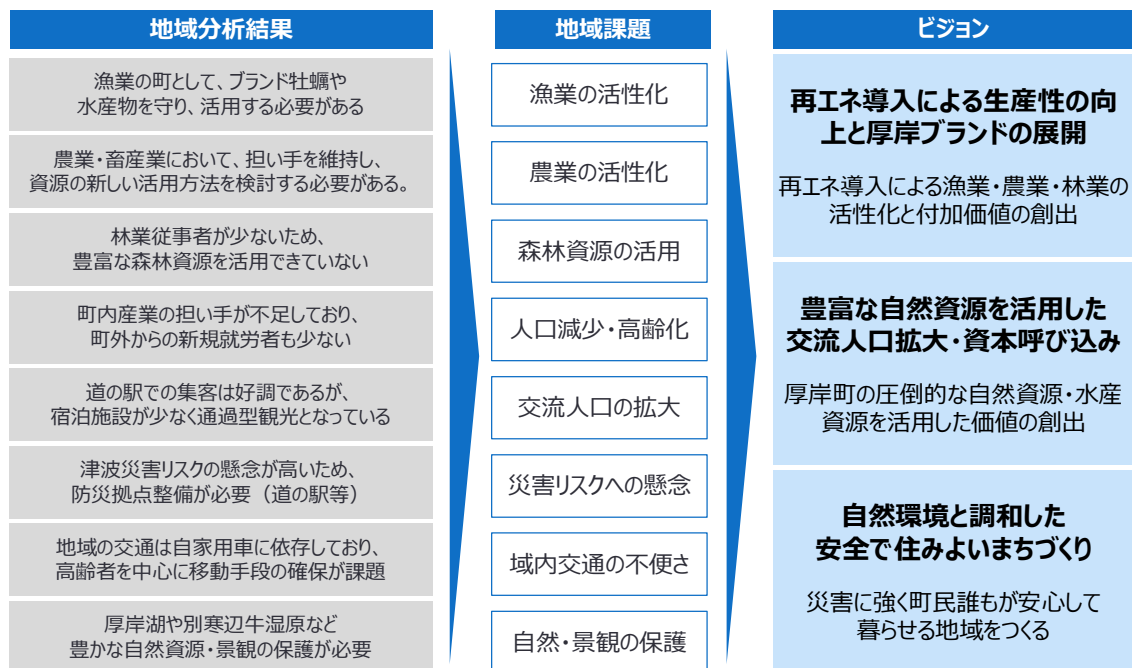 地域分析結果
漁業の町として、ブランド牡蠣や
水産物を守り、活用する必要がある
農業・畜産業において、担い手を維持し、
資源の新しい活用方法を検討する必要がある。
林業従事者が少ないため、
豊富な森林資源を活用できていない
町内産業の担い手が不足しており、
町外からの新規就労者も少ない
道の駅での集客は好調であるが、
宿泊施設が少なく通過型観光となっている
津波災害リスクの懸念が高いため、
防災拠点整備が必要（道の駅等）
地域の交通は自家用車に依存しており、
高齢者を中心に移動手段の確保が課題
厚岸湖や別寒辺牛湿原など
豊かな自然資源・景観の保護が必要
地域課題
漁業の活性化
農業の活性化
森林資源の活用
人口減少・高齢化
交流人口の拡大
災害リスクへの懸念
域内交通の不便さ
自然・景観の保護
ビジョン
再エネ導入による生産性の向
上と厚岸ブランドの展開
再エネ導入による漁業・農業・林業の
活性化と付加価値の創出
豊富な自然資源を活用した
交流人口拡大・資本呼び込み
厚岸町の圧倒的な自然資源・水産
資源を活用した価値の創出
自然環境と調和した
安全で住みよいまちづくり
災害に強く町民誰もが安心して
暮らせる地域をつくる